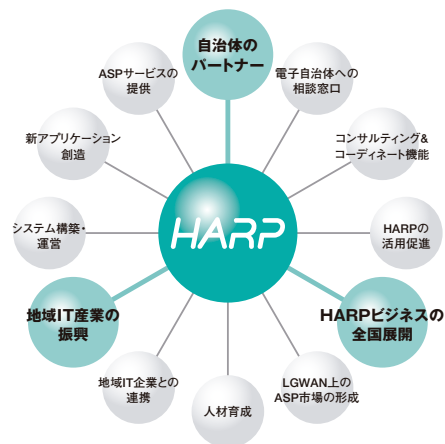 自治体の
パートナー
電子自治体への
相談窓口
コンサルティング&
コーディネート機能
HARPの
活用促進
HARPビジネスの
全国展開
LGWAN上の
ASP市場の形成
人材育成
地域IT企業との
連携
地域IT産業の
振興
システム構築・
運営
新アプリケーション
創造
ASPサービスの
提供
HARP